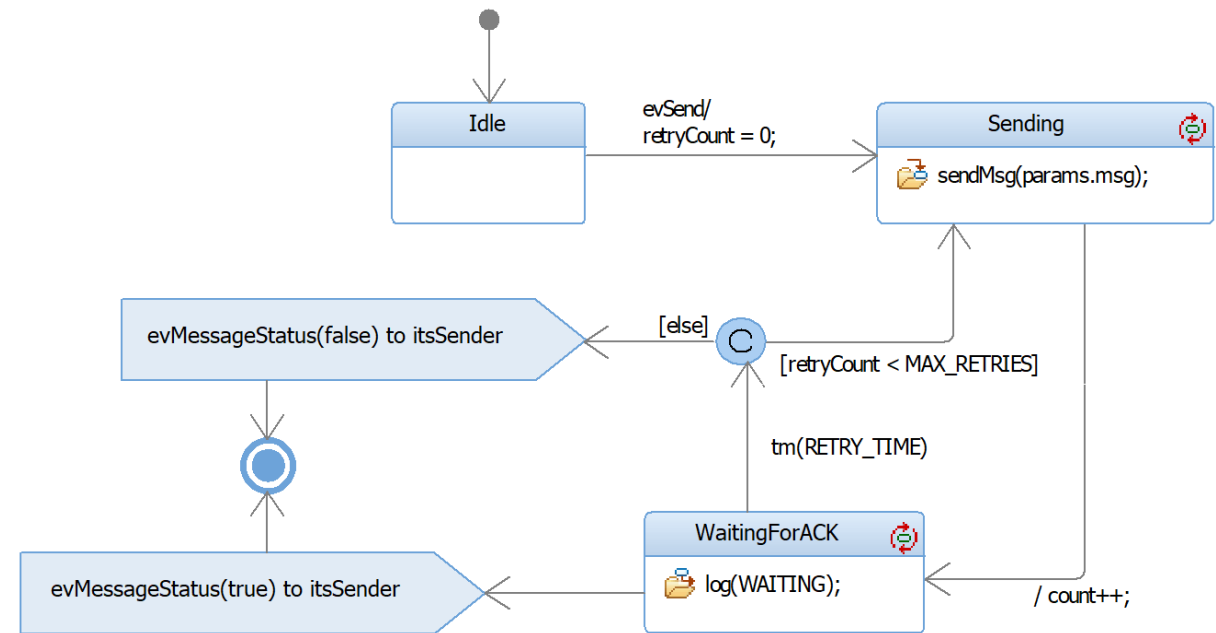 Idle
evSend/
retryCount = 0;
Sending
sendMsg(params.msg);
evMessageStatus(false) to itsSender
[else]
C
[retryCount < MAX_RETRIES]
tm(RETRY_TIME)
WaitingForACK
log(WAITING);
evMessageStatus(true) to itsSender
/ count++;